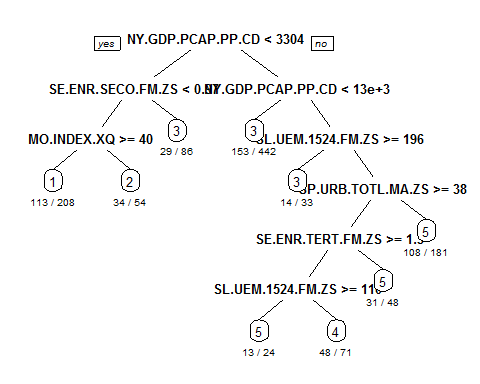 yes NY.GDP.PCAP.PP.CD < 3304 no
SE.ENR.SECO.FM.ZS < 0. NY.GDP.PCAP.PP.CD < 13e+3
MO.INDEX.XQ >= 40 3 3 SL.UEM.1524.FM.ZS >= 196
29 / 86 153 / 442
1 2 3 SP.URB.TOTL.MA.ZS >= 38
113 / 208 34 / 54 14 / 33
SE.ENR.TERT.FM.ZS >= 1. 5
108 / 181
SL.UEM.1524.FM.ZS >= 11 5
31 / 48
5 4
13 / 24 48 / 71